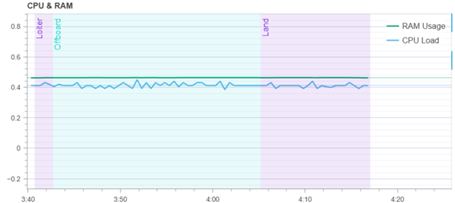 CPU & RAM
0.8
0.6
0.4
0.2
0
−0.2
Loiter
Offboard
Land
RAM Usage
CPU Load
3:40
3:50
4:00
4:10
4:20